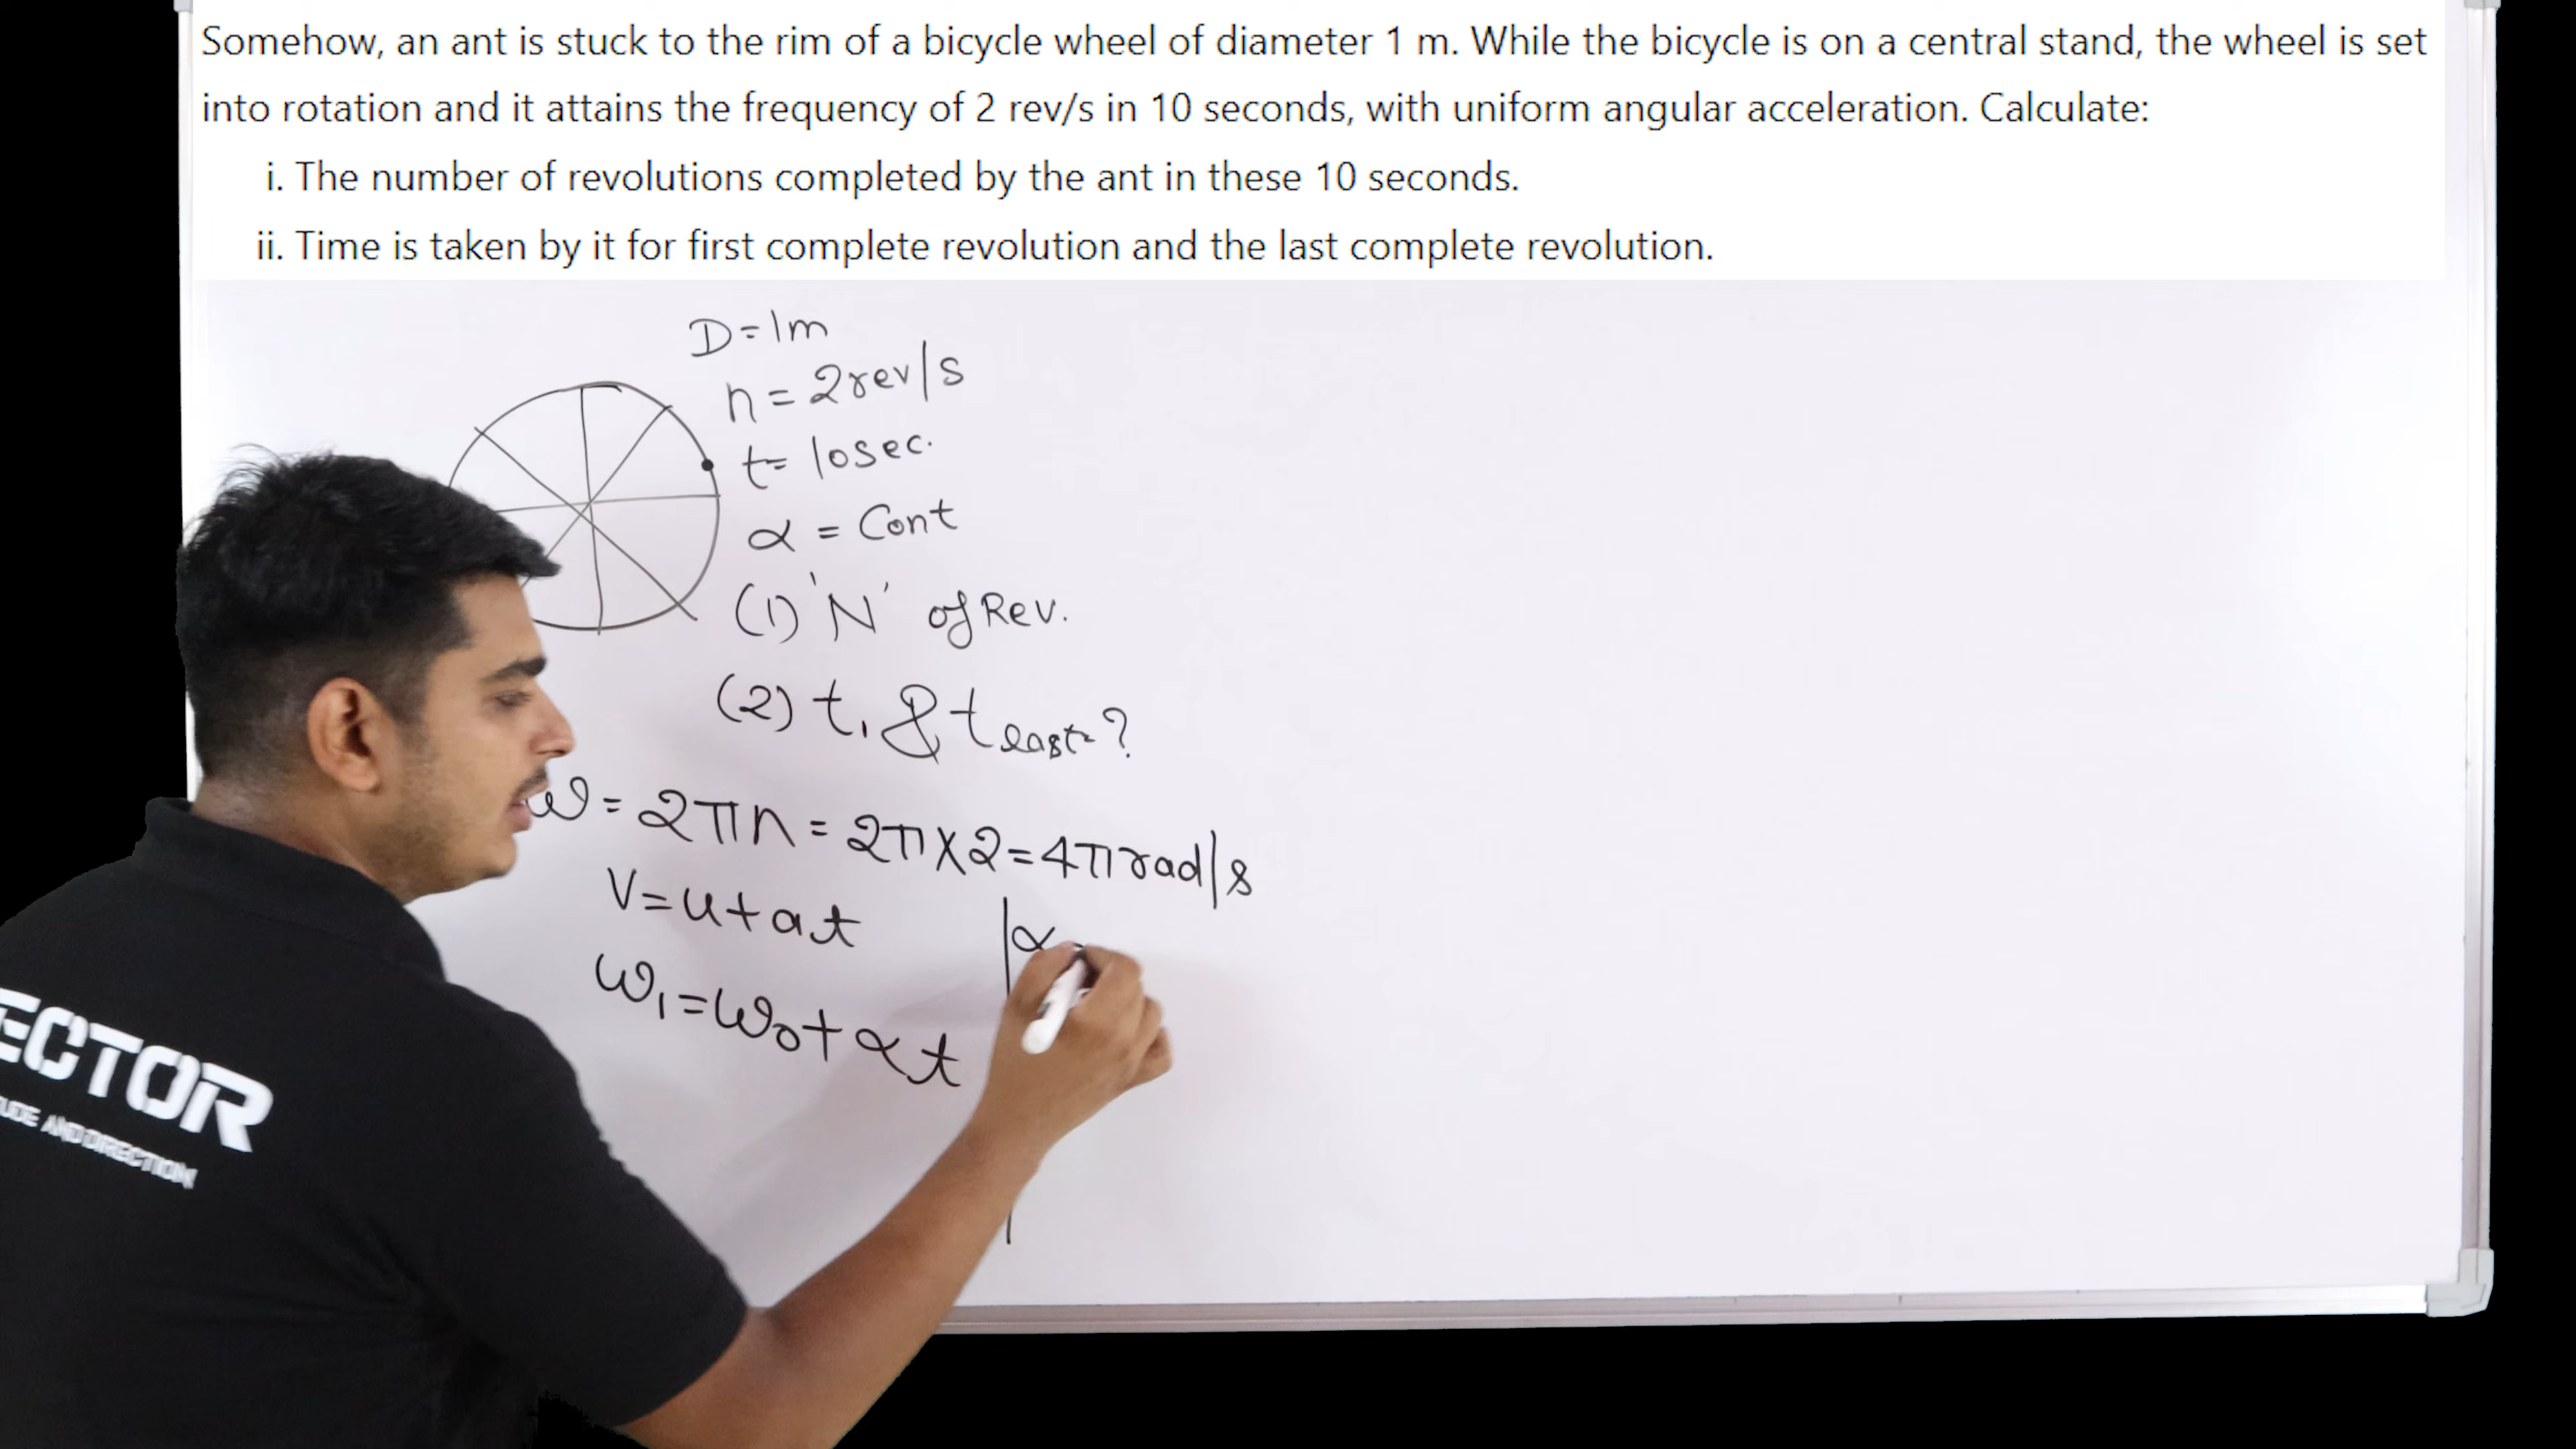 Somehow, an ant is stuck to the rim of a bicycle wheel of diameter 1 m. While the bicycle is on a central stand, the wheel is set
into rotation and it attains the frequency of 2 rev/s in 10 seconds, with uniform angular acceleration. Calculate:
i. The number of revolutions completed by the ant in these 10 seconds.
ii. Time is taken by it for first complete revolution and the last complete revolution.
D=1m
n=2rev/s
t=10sec.
α = Cont
(1) 'N' of Rev.
(2) t₁ & t last ?
ω = 2πn = 2π×2 = 4π rad/s
V=u+at
α
ω₁=ω₀+αt
ECTOR
AND DIRECTION